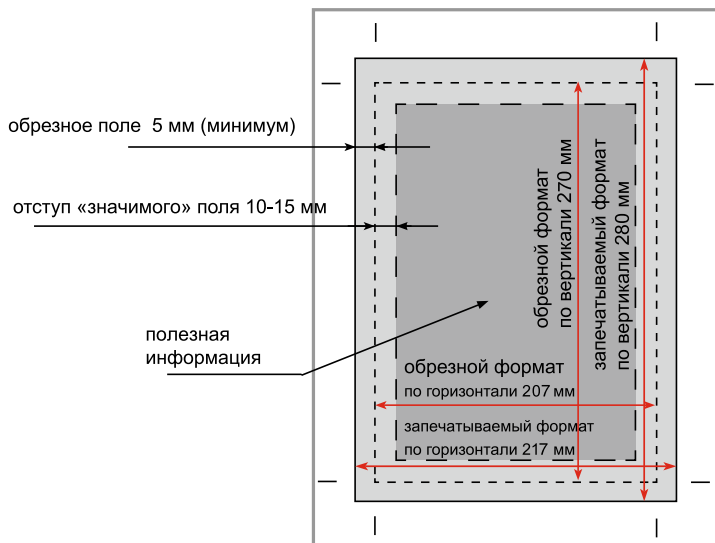 обрезное поле 5 мм (минимум)
отступ «значимого» поля 10-15 мм
полезная
информация
обрезной формат
по вертикали 270 мм
запечатываемый формат
по вертикали 280 мм
обрезной формат
по горизонтали 207 мм
запечатываемый формат
по горизонтали 217 мм